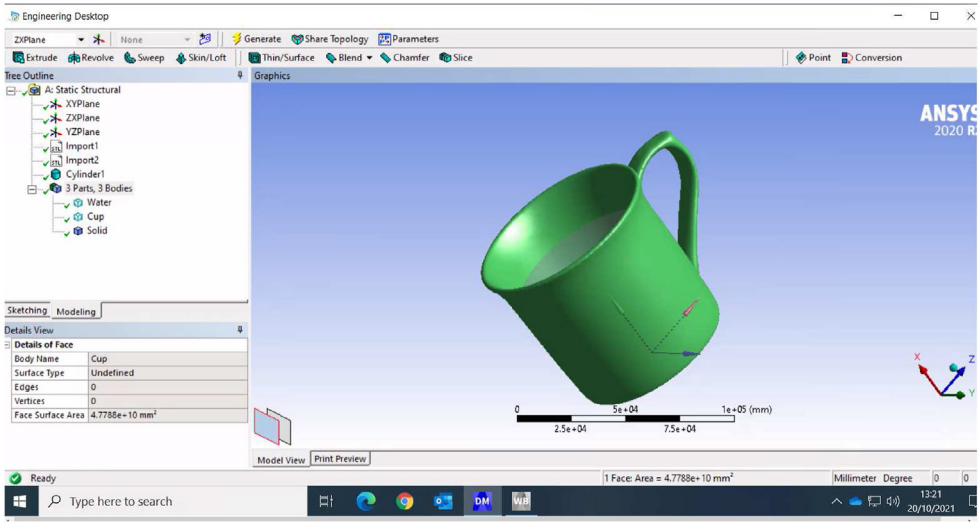 Engineering Desktop
ZXPlane None Generate Share Topology Parameters
Extrude Revolve Sweep Skin/Loft Thin/Surface Blend Chamfer Slice Point Conversion
Tree Outline
Graphics
A: Static Structural
XYPlane
ZXPlane
YZPlane
Import1
Import2
Cylinder1
3 Parts, 3 Bodies
Water
Cup
Solid
Sketching Modeling
Details View
Details of Face
Body Name Cup
Surface Type Undefined
Edges 0
Vertices 0
Face Surface Area 4.7788e+10 mm²
ANSYS
2020 R
X
Z
Y
0 5e+04 1e+05 (mm)
2.5e+04 7.5e+04
Model View Print Preview
Ready 1 Face: Area = 4.7788e+10 mm² Millimeter Degree 0 0
Type here to search DM WB 13:21
20/10/2021